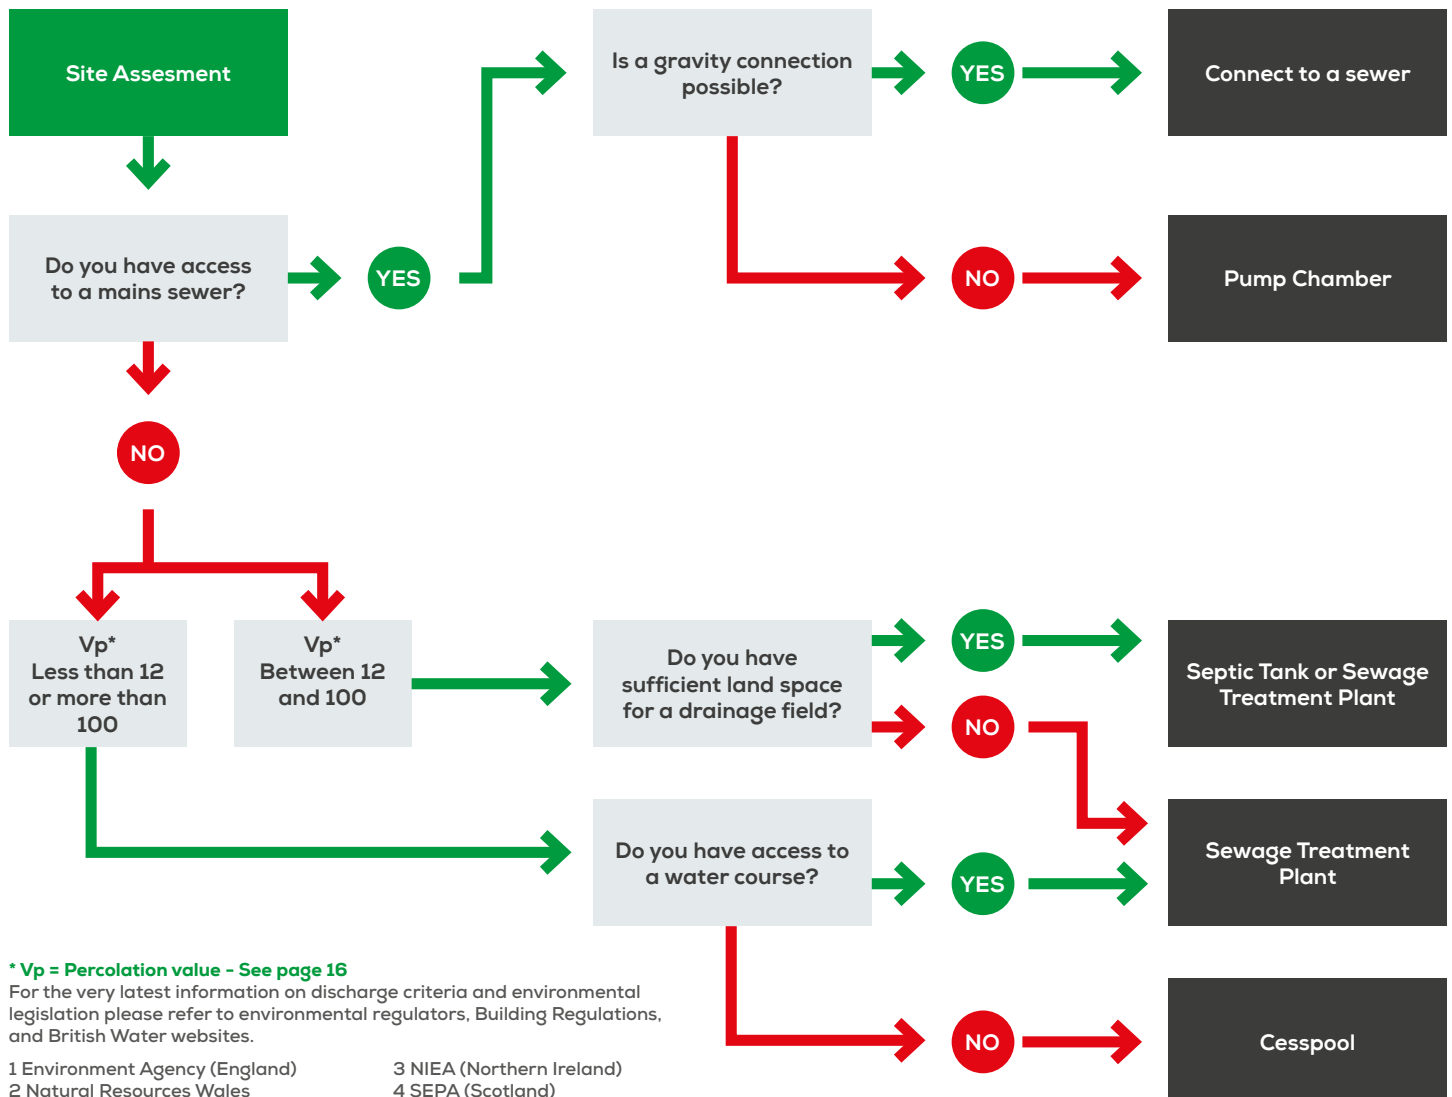 Site Assesment
Is a gravity connection
possible?
YES
Connect to a sewer
Do you have access
to a mains sewer?
YES
NO
Pump Chamber
NO
Vp*
Less than 12
or more than
100
Vp*
Between 12
and 100
Do you have
sufficient land space
for a drainage field?
YES
Septic Tank or Sewage
Treatment Plant
NO
Do you have access to
a water course?
YES
Sewage Treatment
Plant
NO
Cesspool
* Vp = Percolation value - See page 16
For the very latest information on discharge criteria and environmental
legislation please refer to environmental regulators, Building Regulations,
and British Water websites.
1 Environment Agency (England)
2 Natural Resources Wales
3 NIEA (Northern Ireland)
4 SEPA (Scotland)